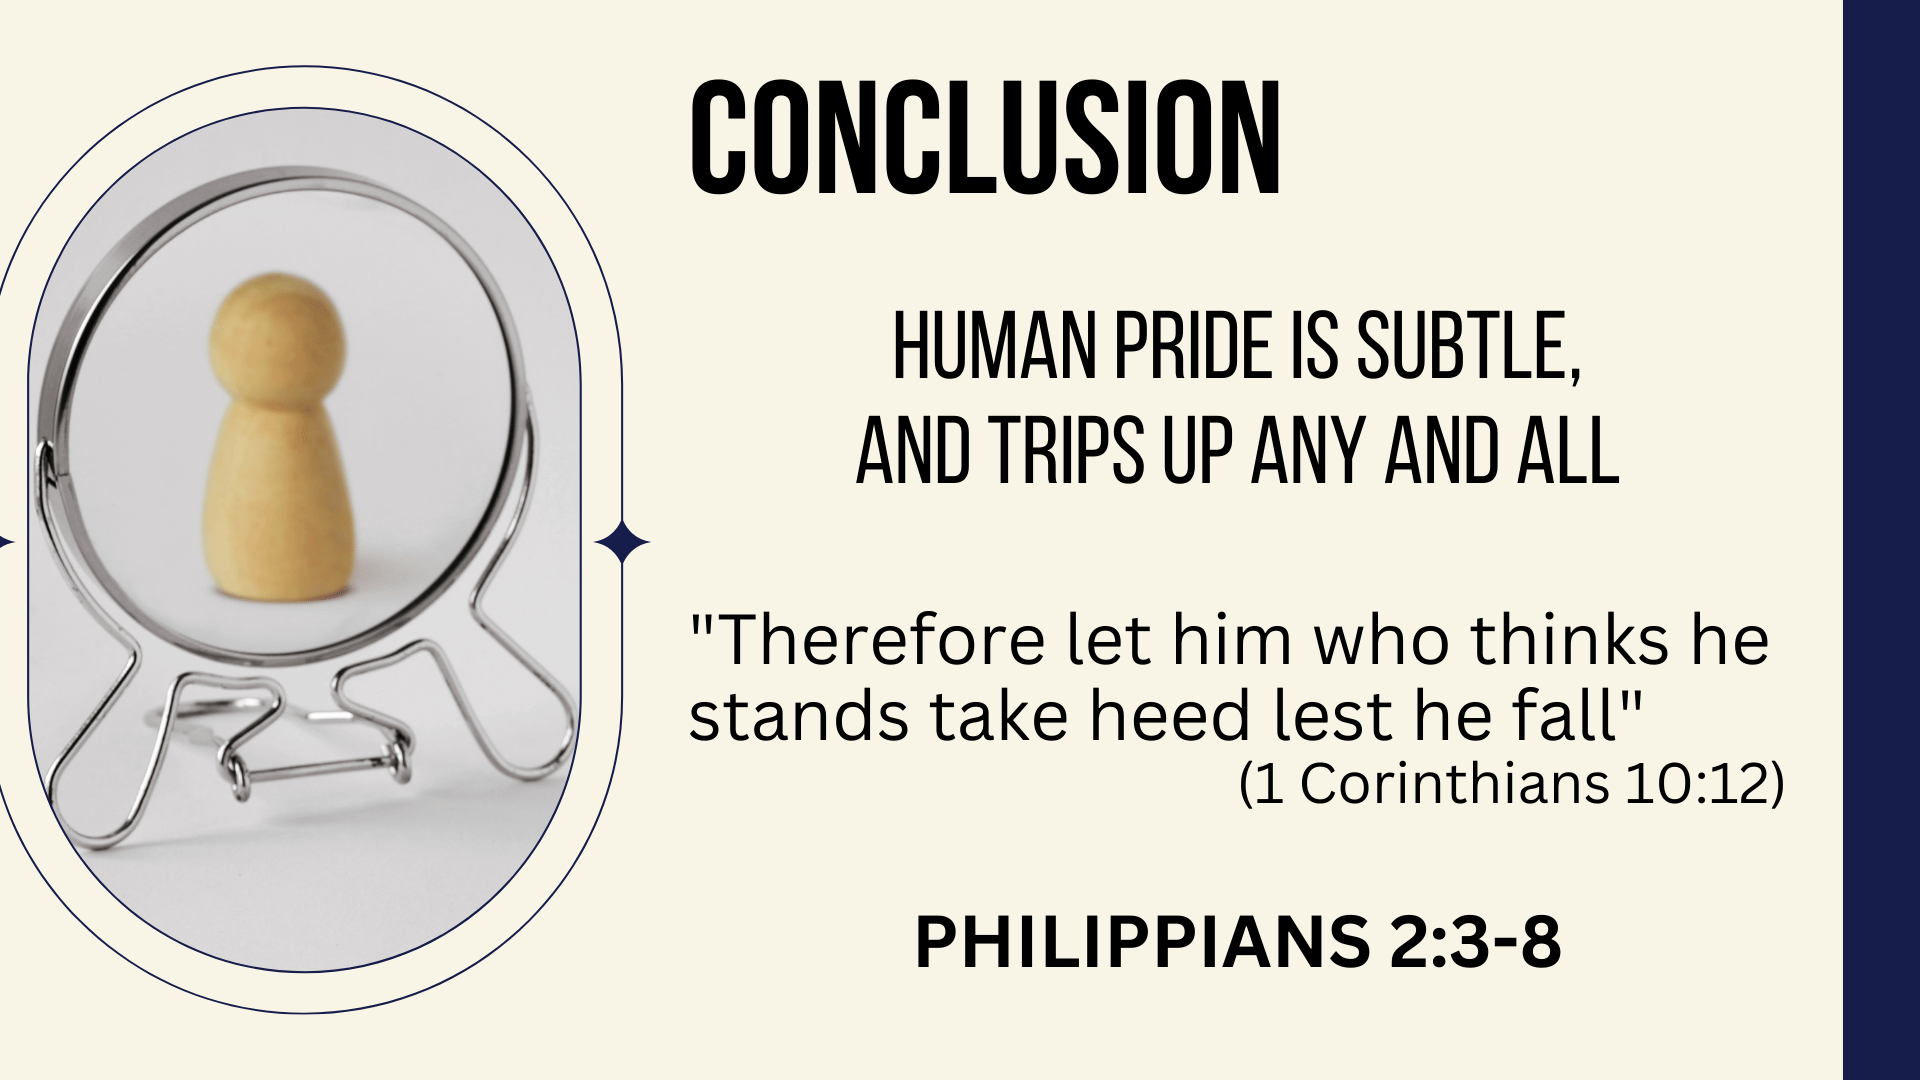 CONCLUSION
HUMAN PRIDE IS SUBTLE,
AND TRIPS UP ANY AND ALL
"Therefore let him who thinks he
stands take heed lest he fall"
(1 Corinthians 10:12)
PHILIPPIANS 2:3-8